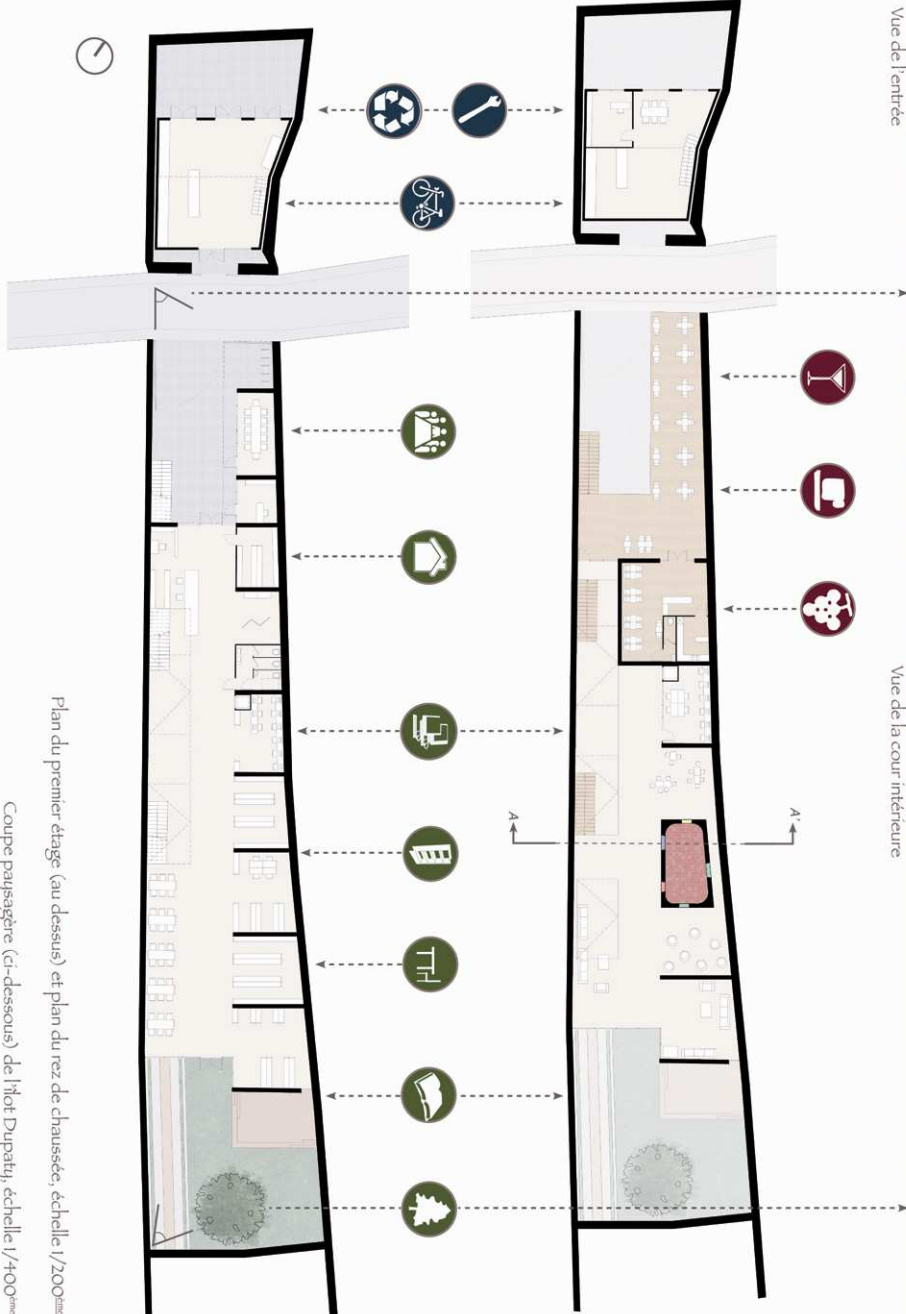 Vue de l'entrée
Vue de la cour intérieure
A
A'
Plan du premier étage (au dessus) et plan du rez de chaussée, échelle 1/200ème
Coupe paysagère (ci-dessous) de l'îlot Dupaty, échelle 1/400ème